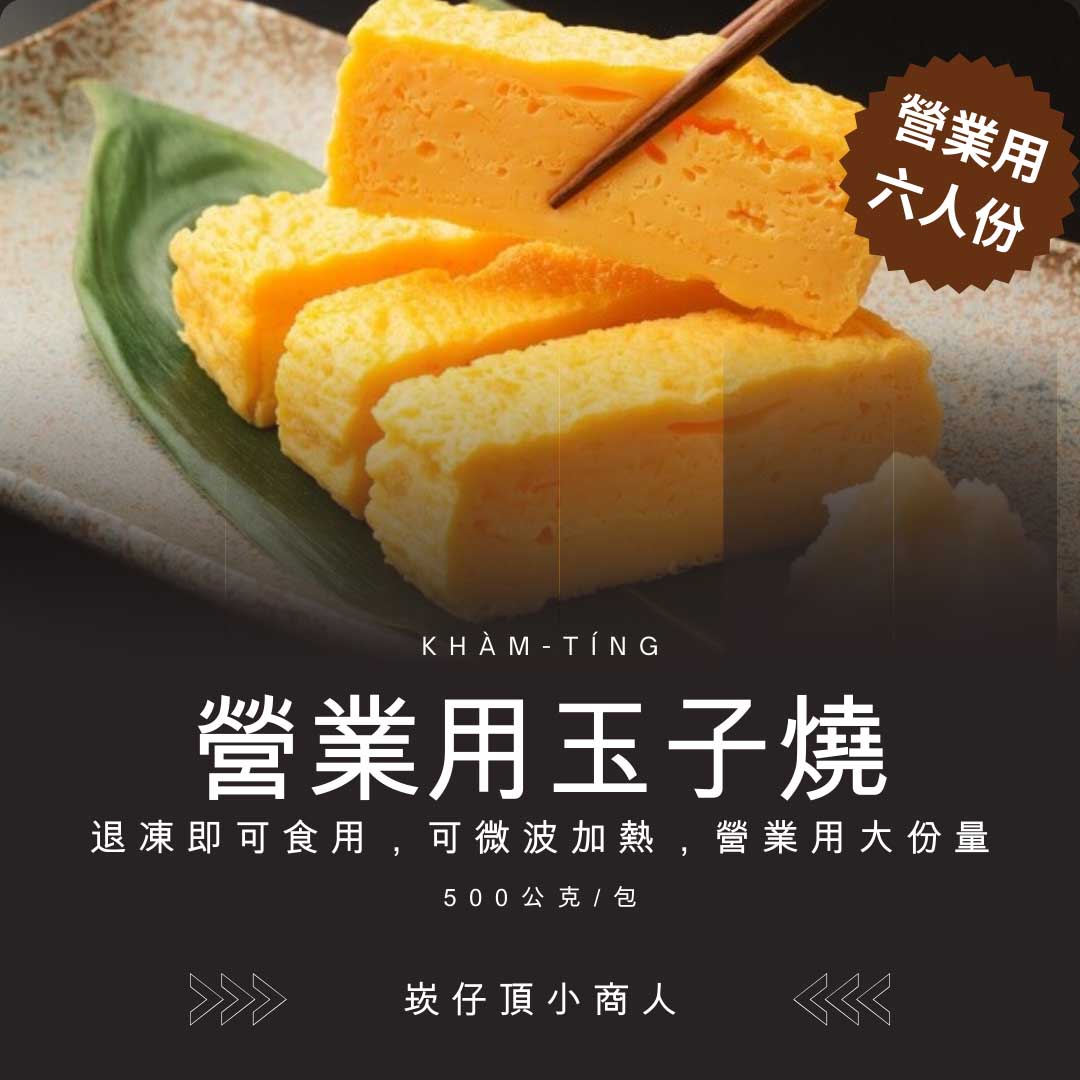 營業用
六人份
KHÀM-TÍNG
營業用玉子燒
退凍即可食用，可微波加熱，營業用大份量
500公克/包
崁仔頂小商人